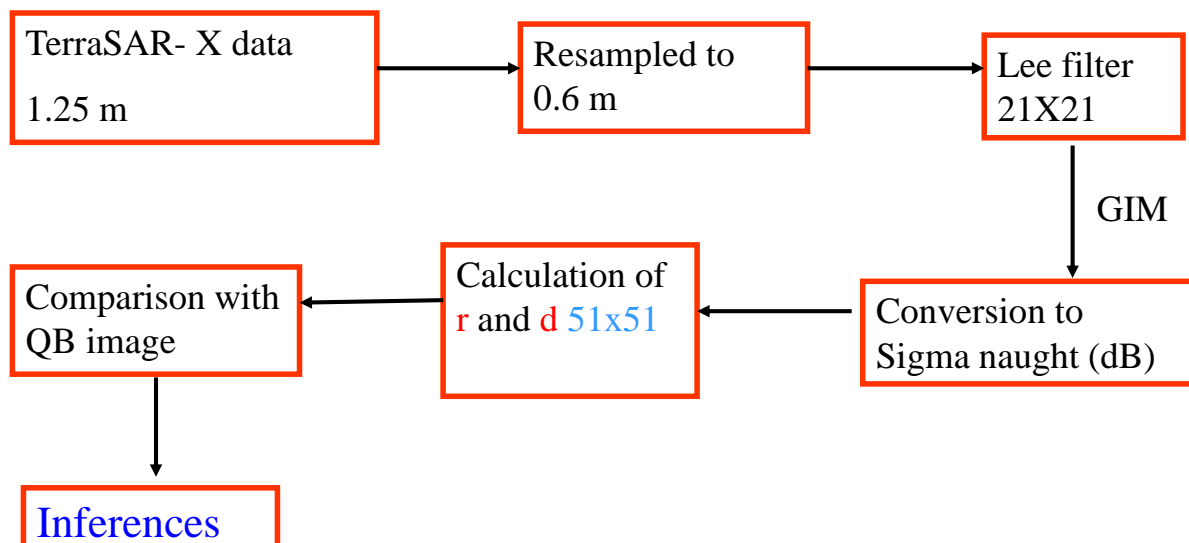 TerraSAR- X data
1.25 m
Resampled to
0.6 m
Lee filter
21X21
GIM
Conversion to
Sigma naught (dB)
Calculation of
r and d 51x51
Comparison with
QB image
Inferences